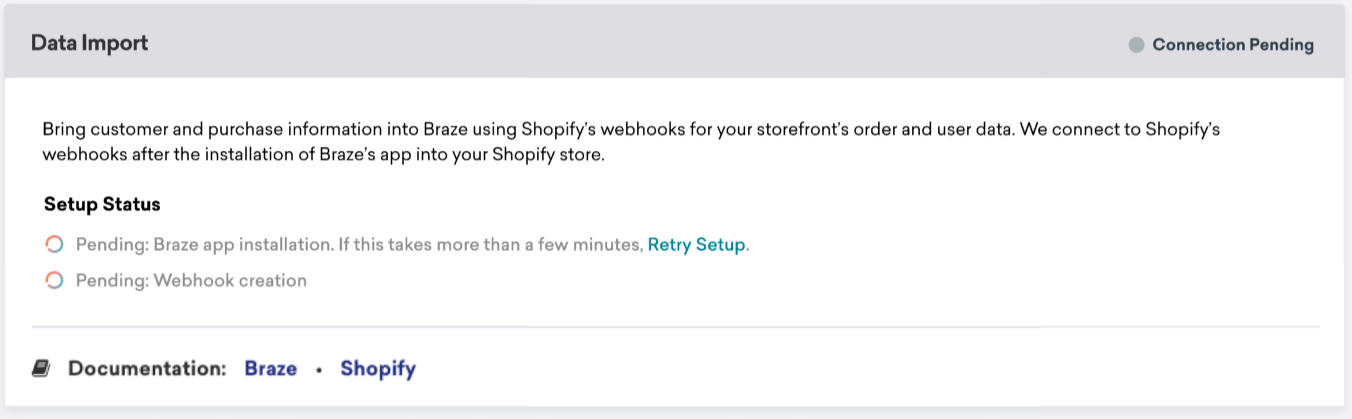 Data Import
Connection Pending
Bring customer and purchase information into Braze using Shopify's webhooks for your storefront's order and user data. We connect to Shopify's
webhooks after the installation of Braze's app into your Shopify store.
Setup Status
Pending: Braze app installation. If this takes more than a few minutes, Retry Setup.
Pending: Webhook creation
Documentation: Braze • Shopify